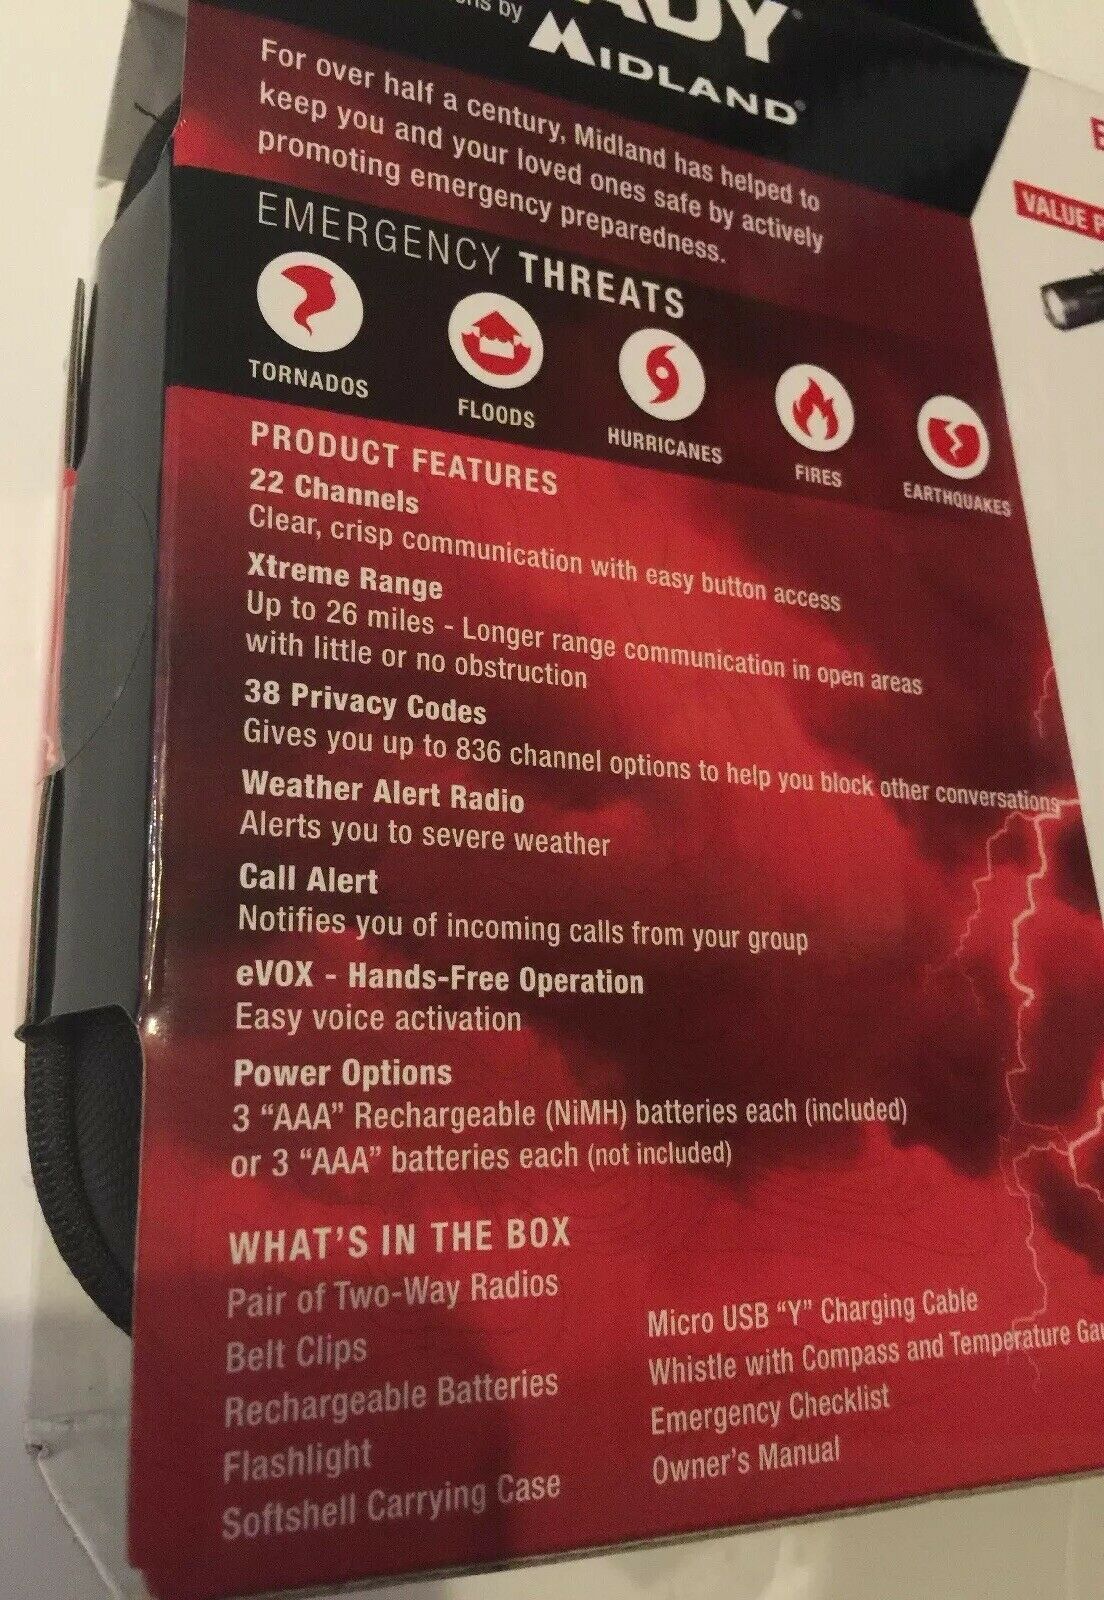 by
MIDLAND®
For over half a century, Midland has helped to
keep you and your loved ones safe by actively
promoting emergency preparedness.
VALUE
EMERGENCY THREATS
TORNADOS
FLOODS
HURRICANES
FIRES
EARTHQUAKES
PRODUCT FEATURES
22 Channels
Clear, crisp communication with easy button access
Xtreme Range
Up to 26 miles - Longer range communication in open areas
with little or no obstruction
38 Privacy Codes
Gives you up to 836 channel options to help you block other conversations
Weather Alert Radio
Alerts you to severe weather
Call Alert
Notifies you of incoming calls from your group
eVOX - Hands-Free Operation
Easy voice activation
Power Options
3 “AAA” Rechargeable (NiMH) batteries each (included)
or 3 “AAA” batteries each (not included)
WHAT'S IN THE BOX
Pair of Two-Way Radios
Belt Clips
Rechargeable Batteries
Flashlight
Softshell Carrying Case
Micro USB “Y” Charging Cable
Whistle with Compass and Temperature
Emergency Checklist
Owner's Manual